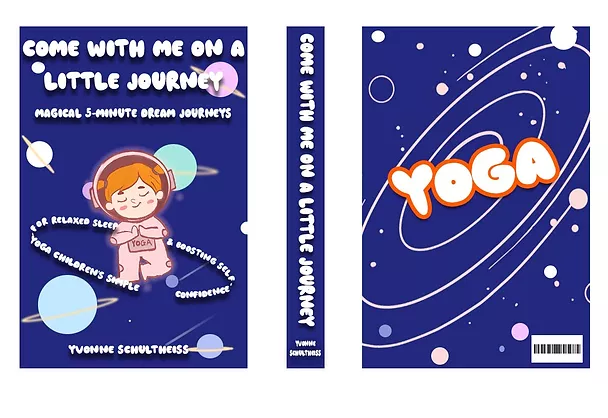 COME WITH ME ON A
LITTLE JOURNEY
MAGICAL 5-MINUTE DREAM JOURNEYS
FOR RELAXED SLEEP
& BOOSTING SELF
CONFIDENCE
YOGA CHILDREN'S SIMPLE
YOGA
YVONNE SCHULTHEISS
COME WITH ME ON A LITTLE JOURNEY
YVONNE
SCHULTHEISS
YOGA